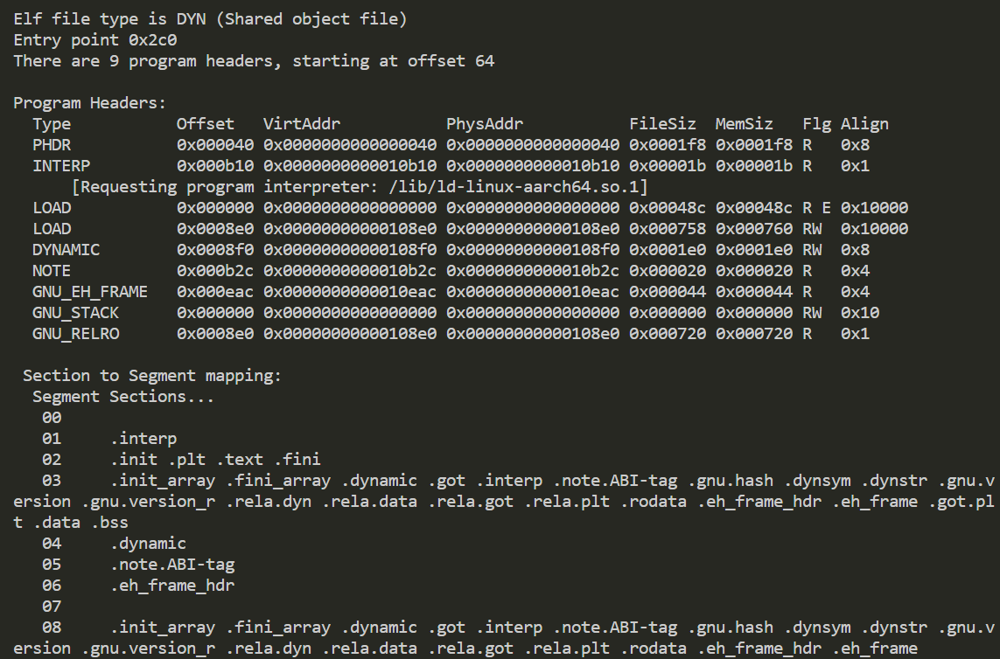 Elf file type is DYN (Shared object file)
Entry point 0x2c0
There are 9 program headers, starting at offset 64
Program Headers:
Type Offset VirtAddr PhysAddr FileSiz MemSiz Flg Align
PHDR 0x000040 0x0000000000000040 0x0000000000000040 0x0001f8 0x0001f8 R 0x8
INTERP 0x000b10 0x0000000000010b10 0x0000000000010b10 0x00001b 0x00001b R 0x1
[Requesting program interpreter: /lib/ld-linux-aarch64.so.1]
LOAD 0x000000 0x0000000000000000 0x0000000000000000 0x00048c 0x00048c R E 0x10000
LOAD 0x0008e0 0x00000000000108e0 0x00000000000108e0 0x000758 0x000760 RW 0x10000
DYNAMIC 0x0008f0 0x00000000000108f0 0x00000000000108f0 0x0001e0 0x0001e0 RW 0x8
NOTE 0x000b2c 0x0000000000010b2c 0x0000000000010b2c 0x000020 0x000020 R 0x4
GNU_EH_FRAME 0x000eac 0x0000000000010eac 0x0000000000010eac 0x000044 0x000044 R 0x4
GNU_STACK 0x000000 0x0000000000000000 0x0000000000000000 0x000000 0x000000 RW 0x10
GNU_RELRO 0x0008e0 0x00000000000108e0 0x00000000000108e0 0x000720 0x000720 R 0x1
Section to Segment mapping:
Segment Sections...
00
01 .interp
02 .init .plt .text .fini
03 .init_array .fini_array .dynamic .got .interp .note.ABI-tag .gnu.hash .dynsym .dynstr .gnu.v
ersion .gnu.version_r .rela.dyn .rela.data .rela.got .rela.plt .rodata .eh_frame_hdr .eh_frame .got.pl
t .data .bss
04 .dynamic
05 .note.ABI-tag
06 .eh_frame_hdr
07
08 .init_array .fini_array .dynamic .got .interp .note.ABI-tag .gnu.hash .dynsym .dynstr .gnu.v
ersion .gnu.version_r .rela.dyn .rela.data .rela.got .rela.plt .rodata .eh_frame_hdr .eh_frame